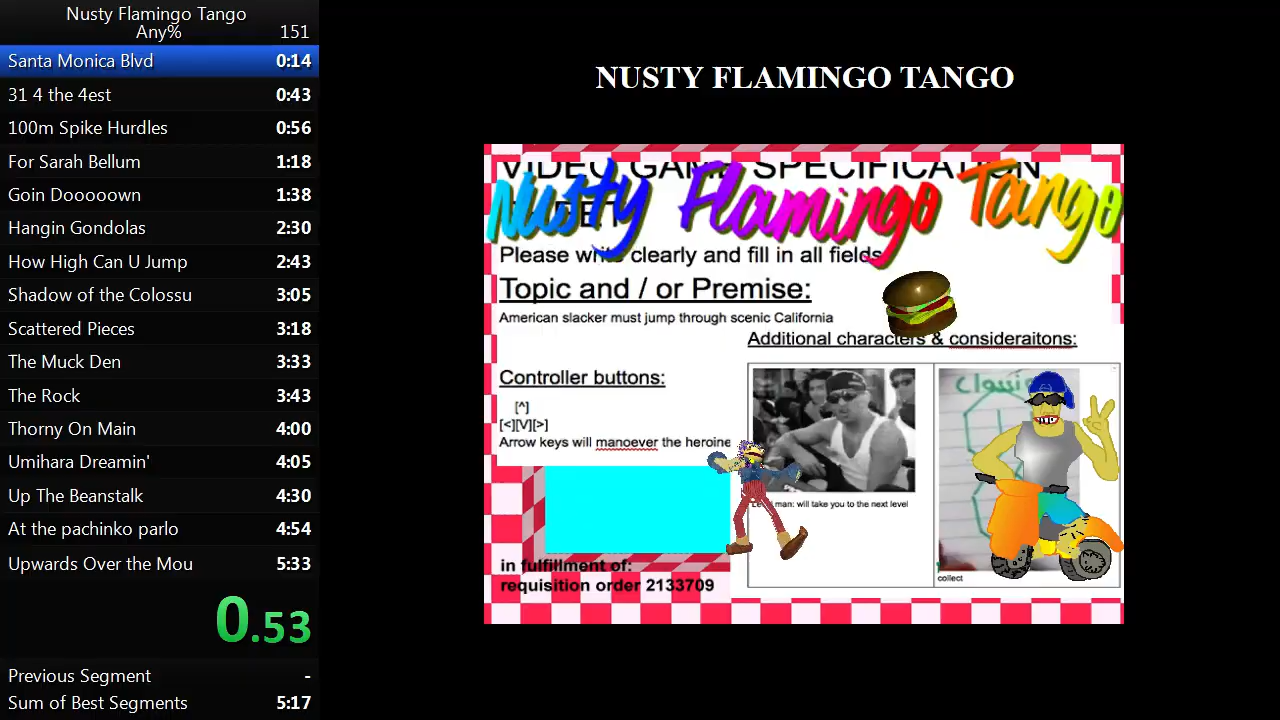 Nusty Flamingo Tango
Any% 151
Santa Monica Blvd 0:14
31 4 the 4est 0:43
100m Spike Hurdles 0:56
For Sarah Bellum 1:18
Goin Dooooown 1:38
Hangin Gondolas 2:30
How High Can U Jump 2:43
Shadow of the Colossu 3:05
Scattered Pieces 3:18
The Muck Den 3:33
The Rock 3:43
Thorny On Main 4:00
Umihara Dreamin' 4:05
Up The Beanstalk 4:30
At the pachinko parlo 4:54
Upwards Over the Mou 5:33
0.53
Previous Segment -
Sum of Best Segments 5:17
NUSTY FLAMINGO TANGO
VIDEO GAME SPECIFICATION
Nusty Flamingo Tango
Please write clearly and fill in all fields
Topic and / or Premise:
American slacker must jump through scenic California
Additional characters & consideraitons:
Controller buttons:
[^]
[<][V][>]
Arrow keys will manoever the heroine
man: will take you to the next level
collect
in fulfillment of:
requisition order 2133709